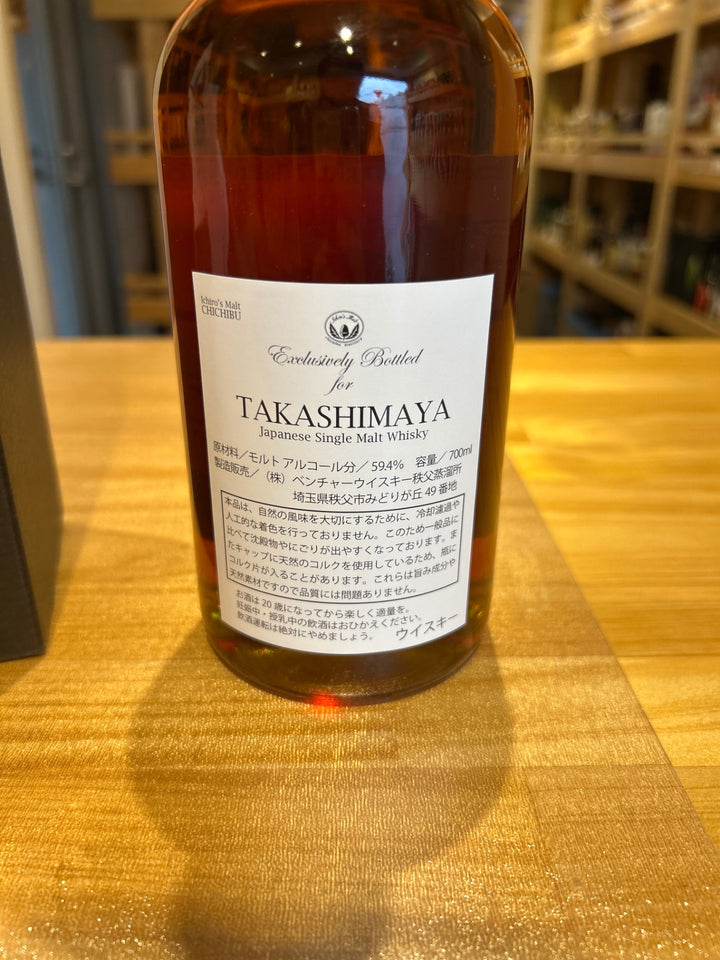 Ichiro's Malt
CHICHIBU
Ichiro's Malt
Exclusively Bottled
for
TAKASHIMAYA
Japanese Single Malt Whisky
原材料／モルト アルコール分／59.4% 容量／700ml
製造販売／（株）ベンチャーウイスキー秩父蒸溜所
埼玉県秩父市みどりが丘49番地
本品は、自然の風味を大切にするために、冷却濾過や
人工的な着色を行っておりません。このため一般品に
比べて沈殿物やにごりが出やすくなっております。ま
たキャップに天然のコルクを使用しているため、瓶に
コルク片が入ることがあります。これらは旨み成分や
天然素材ですので品質には問題ありません。
お酒は20歳になってから楽しく適量を。
妊娠中・授乳中の飲酒はおひかえください。
飲酒運転は絶対にやめましょう。
ウイスキー